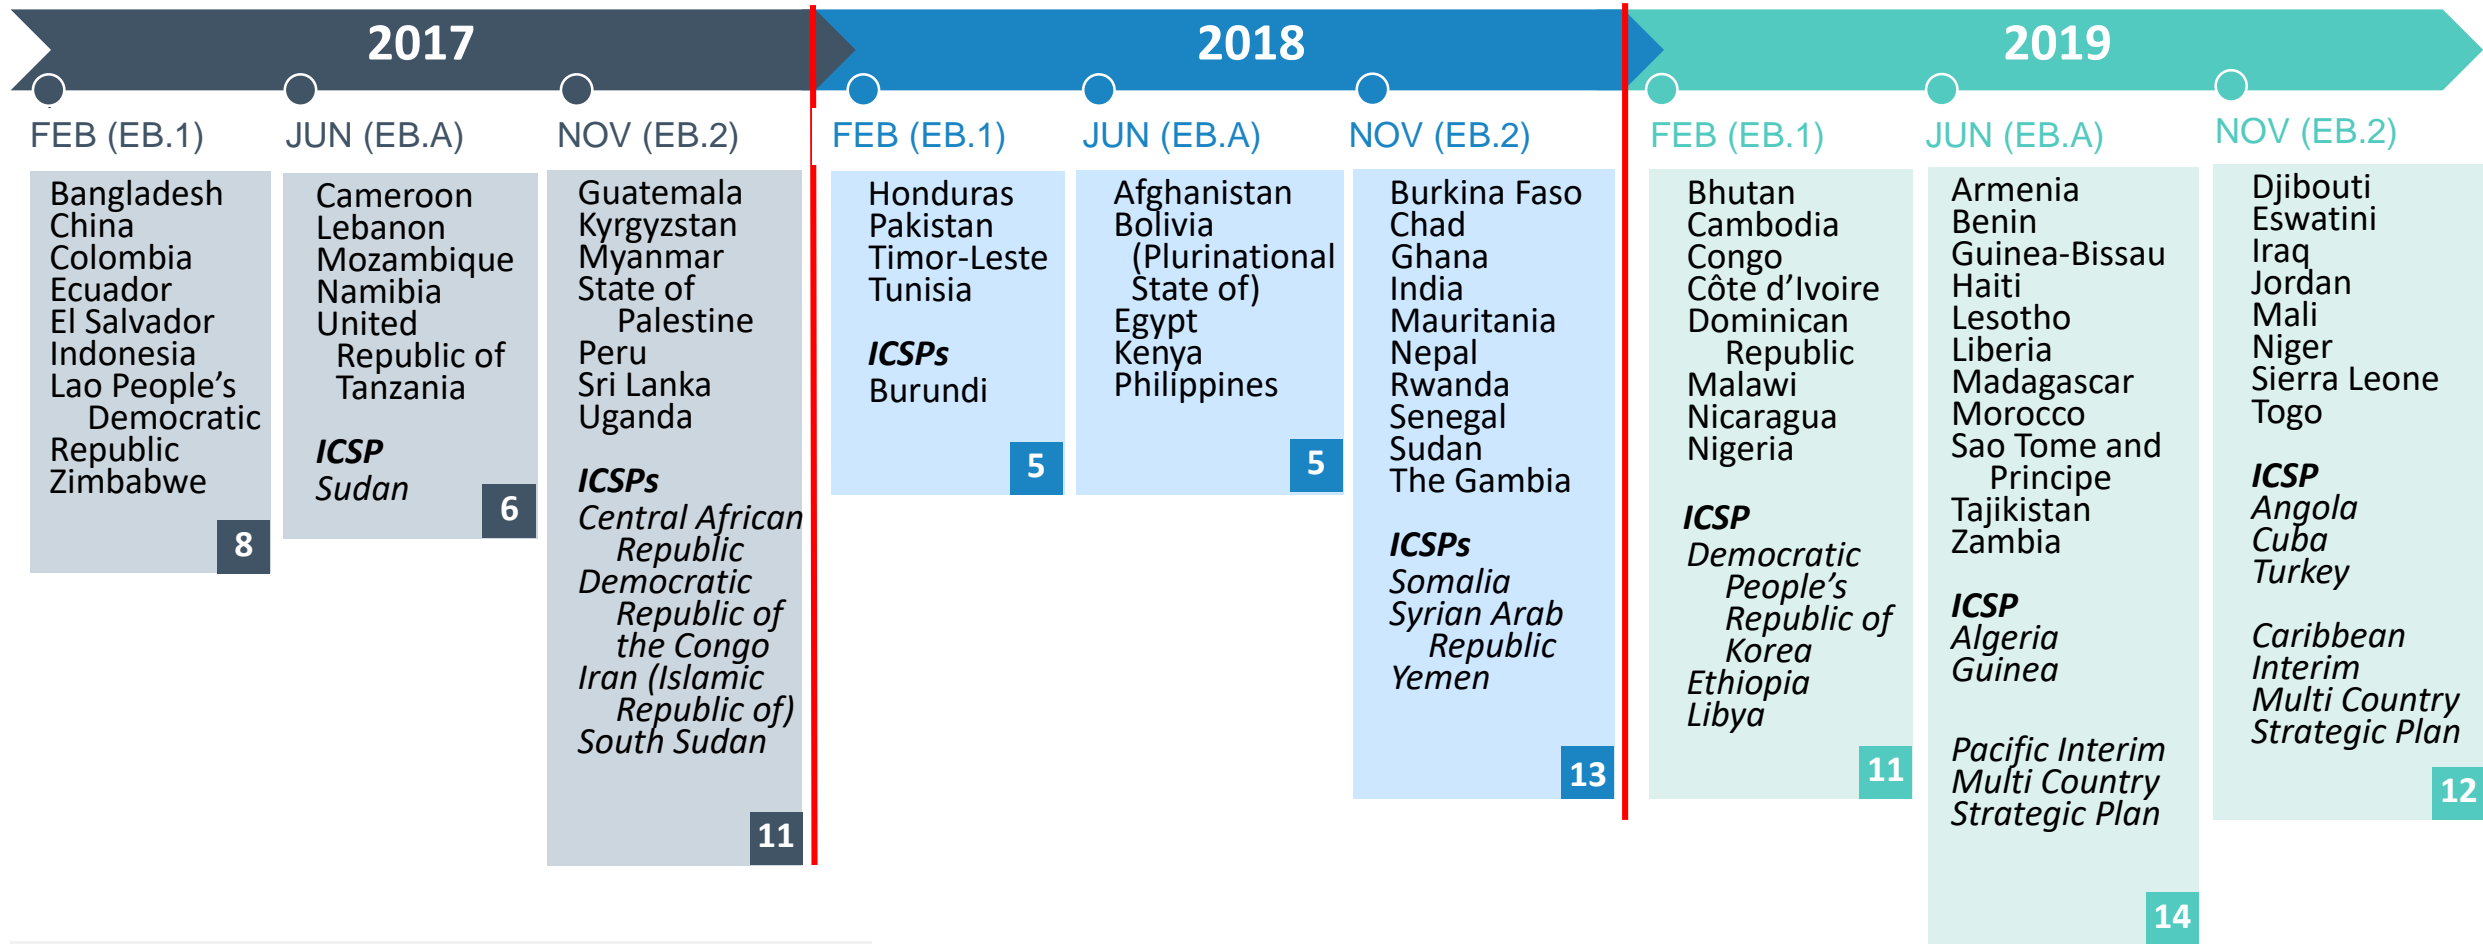 2017
2018
2019
FEB (EB.1)
Bangladesh
China
Colombia
Ecuador
El Salvador
Indonesia
Lao People’s
Democratic
Republic
Zimbabwe
8
JUN (EB.A)
Cameroon
Lebanon
Mozambique
Namibia
United
Republic of
Tanzania
ICSP
Sudan
6
NOV (EB.2)
Guatemala
Kyrgyzstan
Myanmar
State of
Palestine
Peru
Sri Lanka
Uganda
ICSPs
Central African
Republic
Democratic
Republic of
the Congo
Iran (Islamic
Republic of)
South Sudan
11
FEB (EB.1)
Honduras
Pakistan
Timor-Leste
Tunisia
ICSPs
Burundi
5
JUN (EB.A)
Afghanistan
Bolivia
(Plurinational
State of)
Egypt
Kenya
Philippines
5
NOV (EB.2)
Burkina Faso
Chad
Ghana
India
Mauritania
Nepal
Rwanda
Senegal
Sudan
The Gambia
ICSPs
Somalia
Syrian Arab
Republic
Yemen
13
FEB (EB.1)
Bhutan
Cambodia
Congo
Côte d’Ivoire
Dominican
Republic
Malawi
Nicaragua
Nigeria
ICSP
Democratic
People’s
Republic of
Korea
Ethiopia
Libya
11
JUN (EB.A)
Armenia
Benin
Guinea-Bissau
Haiti
Lesotho
Liberia
Madagascar
Morocco
Sao Tome and
Principe
Tajikistan
Zambia
ICSP
Algeria
Guinea
Pacific Interim
Multi Country
Strategic Plan
14
NOV (EB.2)
Djibouti
Eswatini
Iraq
Jordan
Mali
Niger
Sierra Leone
Togo
ICSP
Angola
Cuba
Turkey
Caribbean
Interim
Multi Country
Strategic Plan
12